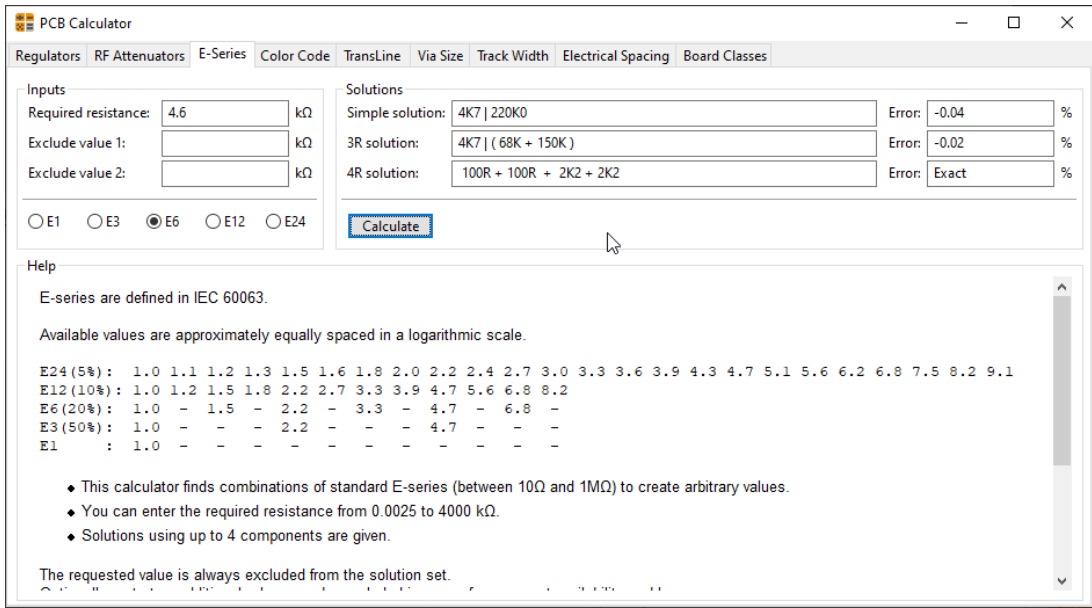 PCB Calculator
Regulators RF Attenuators E-Series Color Code TransLine Via Size Track Width Electrical Spacing Board Classes
Inputs
Required resistance: 4.6 kΩ
Exclude value 1: kΩ
Exclude value 2: kΩ
E1 E3 E6 E12 E24
Solutions
Simple solution: 4K7 | 220K0 Error: -0.04 %
3R solution: 4K7 | ( 68K + 150K ) Error: -0.02 %
4R solution: 100R + 100R + 2K2 + 2K2 Error: Exact %
Calculate
Help
E-series are defined in IEC 60063.
Available values are approximately equally spaced in a logarithmic scale.
E24(5%): 1.0 1.1 1.2 1.3 1.5 1.6 1.8 2.0 2.2 2.4 2.7 3.0 3.3 3.6 3.9 4.3 4.7 5.1 5.6 6.2 6.8 7.5 8.2 9.1
E12(10%): 1.0 1.2 1.5 1.8 2.2 2.7 3.3 3.9 4.7 5.6 6.8 8.2
E6(20%): 1.0 - 1.5 - 2.2 - 3.3 - 4.7 - 6.8 -
E3(50%): 1.0 - - - 2.2 - - - 4.7 - - -
E1 : 1.0 - - - - - - - - - - -
◆ This calculator finds combinations of standard E-series (between 10Ω and 1MΩ) to create arbitrary values.
◆ You can enter the required resistance from 0.0025 to 4000 kΩ.
◆ Solutions using up to 4 components are given.
The requested value is always excluded from the solution set.